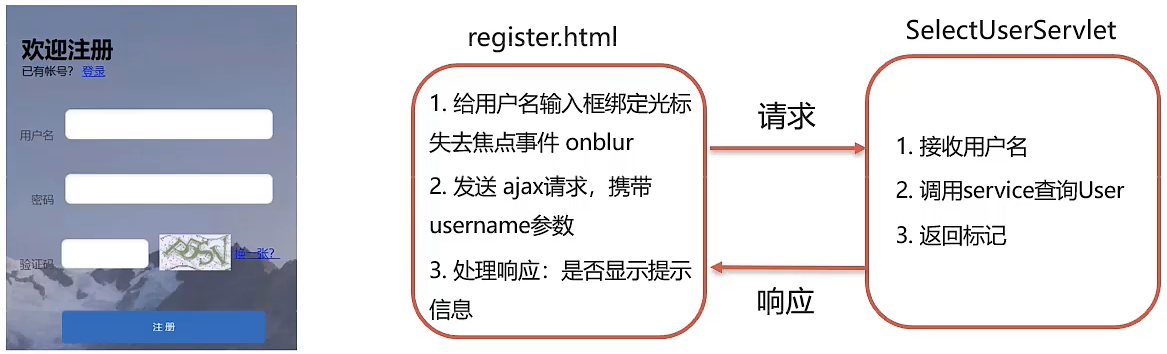 欢迎注册
已有帐号？ 登录
用户名
密码
验证码
换一张？
注 册
register.html
1. 给用户名输入框绑定光标
失去焦点事件 onblur
2. 发送 ajax请求，携带
username参数
3. 处理响应：是否显示提示
信息
请求
响应
SelectUserServlet
1. 接收用户名
2. 调用service查询User
3. 返回标记